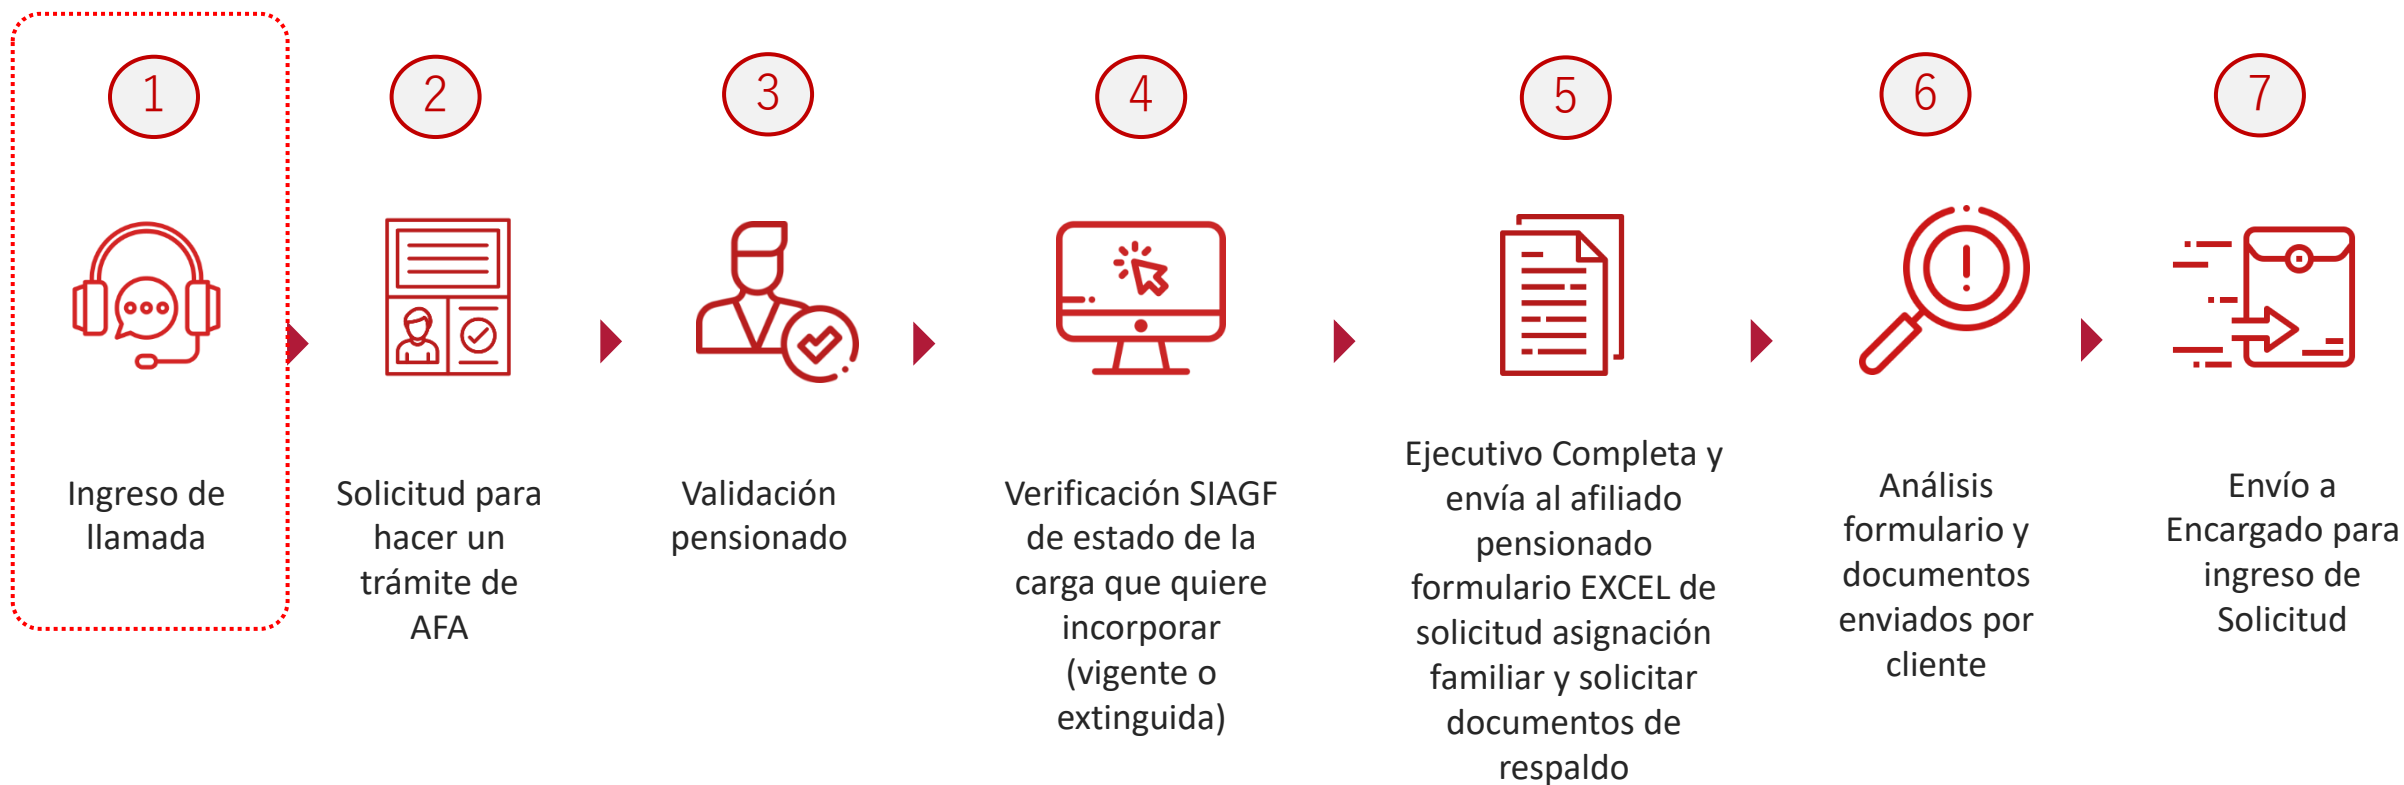 1
Ingreso de
llamada
2
Solicitud para
hacer un
trámite de
AFA
3
Validación
pensionado
4
Verificación SIAGF
de estado de la
carga que quiere
incorporar
(vigente o
extinguida)
5
Ejecutivo Completa y
envía al afiliado
pensionado
formulario EXCEL de
solicitud asignación
familiar y solicitar
documentos de
respaldo
6
Análisis
formulario y
documentos
enviados por
cliente
7
Envío a
Encargado para
ingreso de
Solicitud